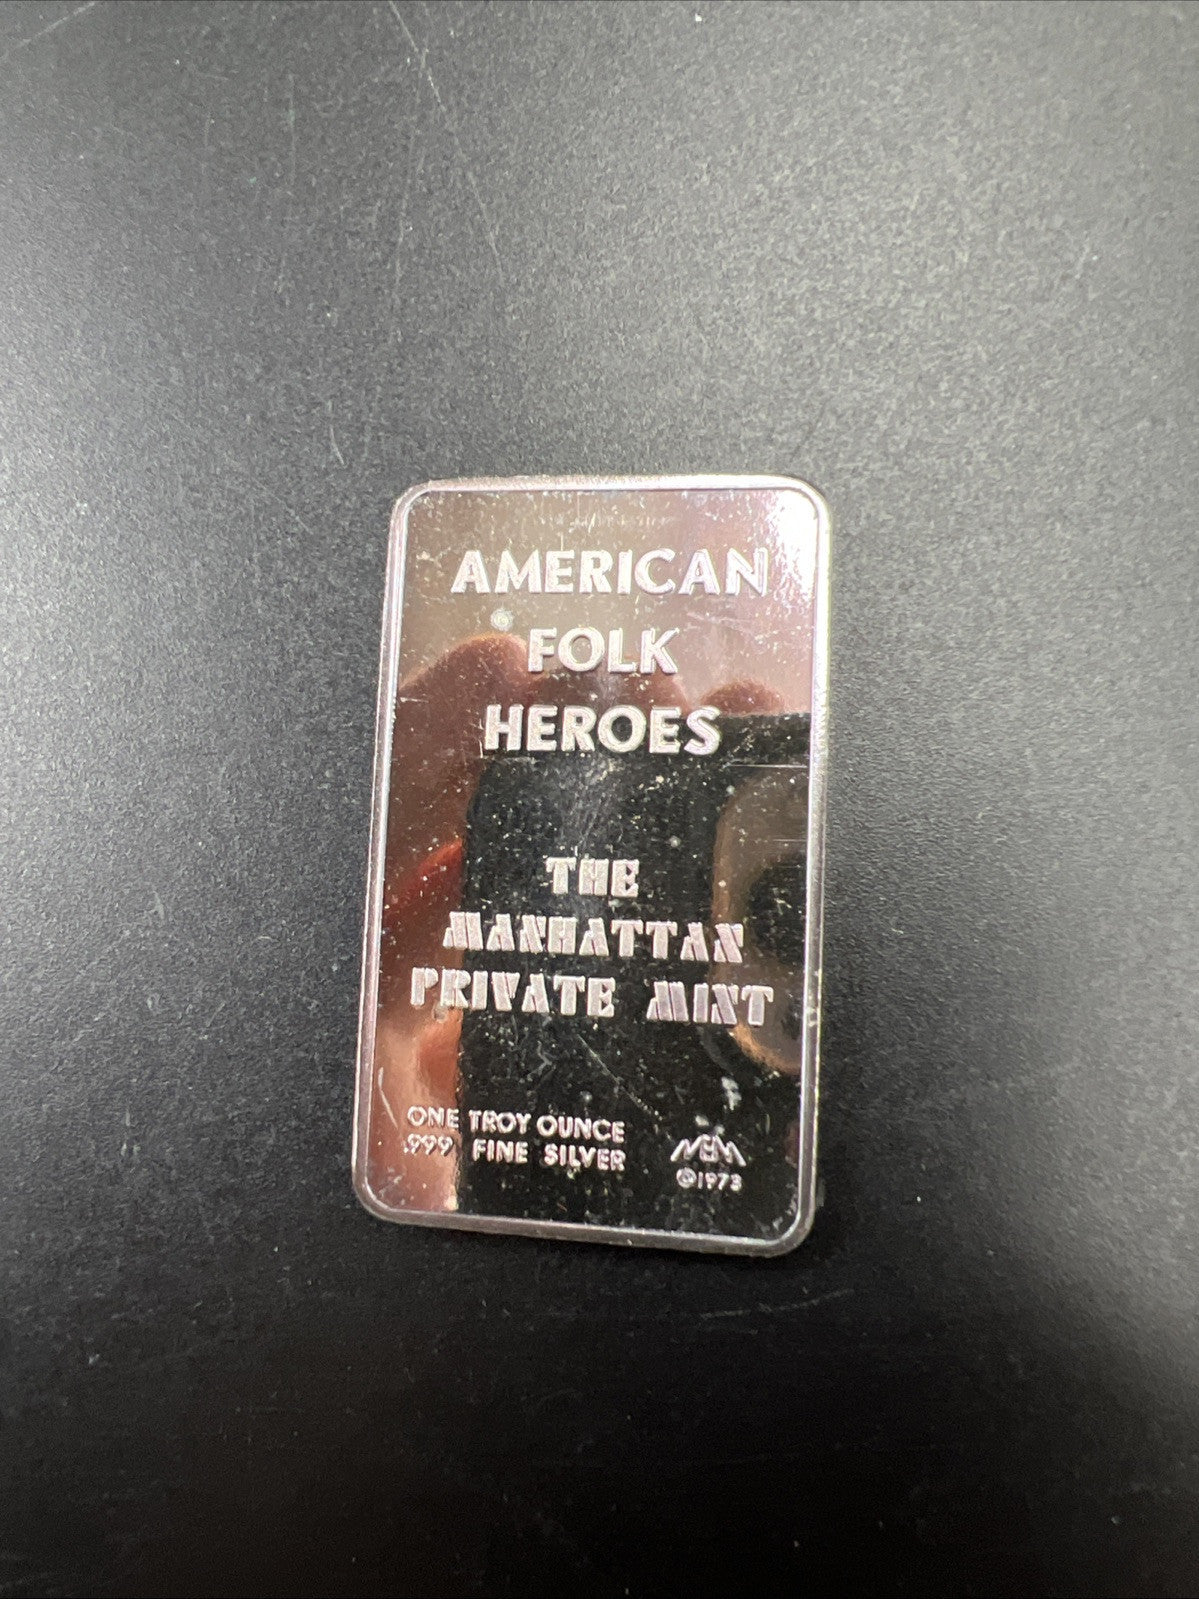 AMERICAN
FOLK
HEROES
THE
MANHATTAN
PRIVATE MINT
ONE TROY OUNCE
.999 FINE SILVER
©1973